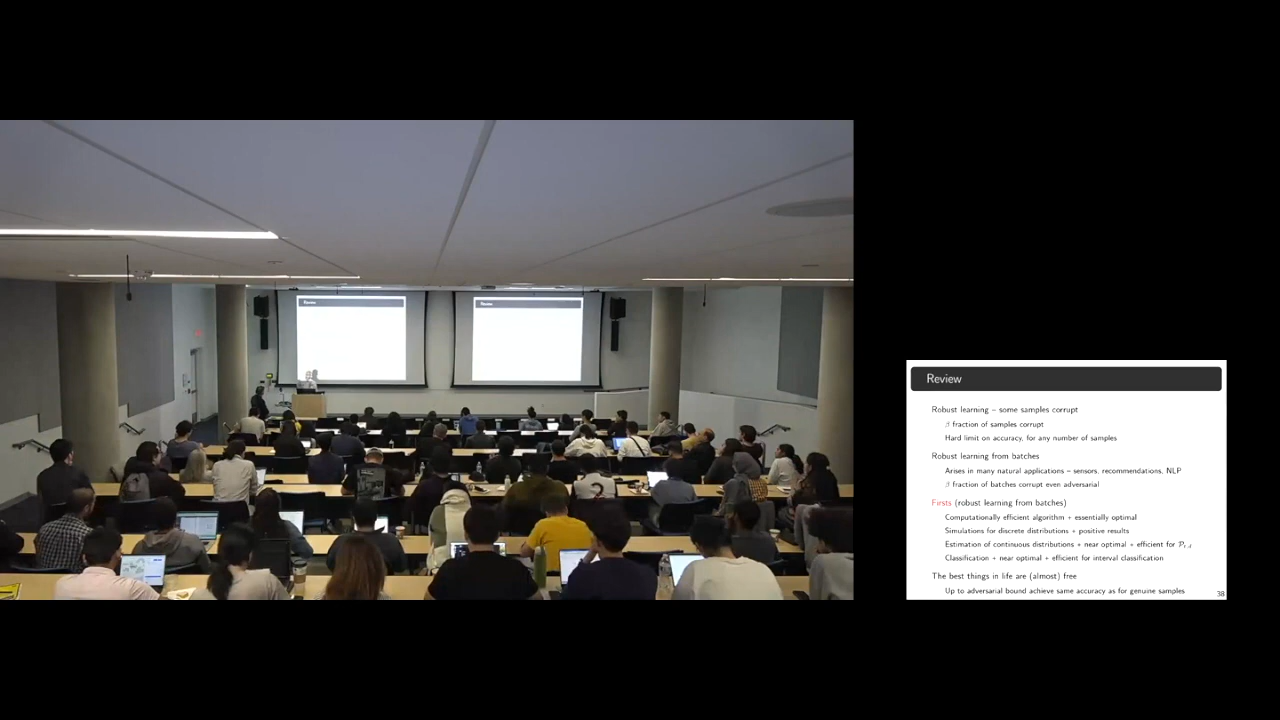 Review
Review
Review
Robust learning – some samples corrupt
β fraction of samples corrupt
Hard limit on accuracy, for any number of samples
Robust learning from batches
Arises in many natural applications – sensors, recommendations, NLP
β fraction of batches corrupt even adversarial
Firsts (robust learning from batches)
Computationally efficient algorithm + essentially optimal
Simulations for discrete distributions + positive results
Estimation of continuous distributions + near optimal + efficient for P_{t,d}
Classification + near optimal + efficient for interval classification
The best things in life are (almost) free
Up to adversarial bound achieve same accuracy as for genuine samples
38